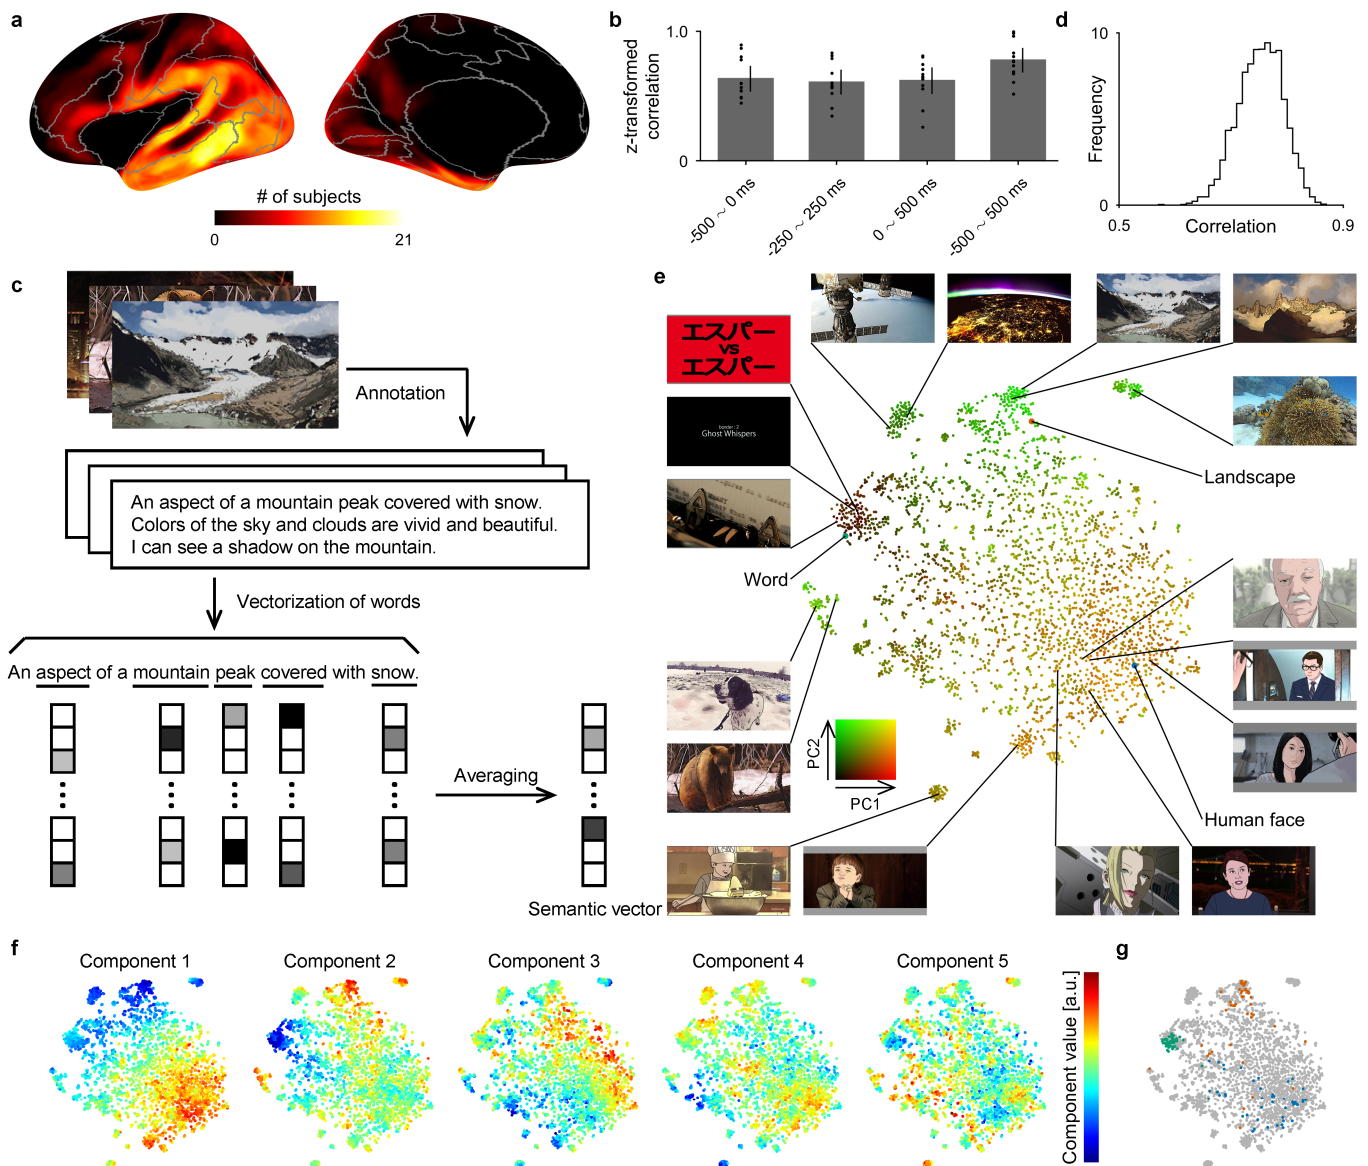 a
# of subjects
0
21
b
z-transformed
correlation
1.0
0
-500 ~ 0 ms
-250 ~ 250 ms
0 ~ 500 ms
-500 ~ 500 ms
d
Frequency
10
0
0.5
Correlation
0.9
c
Annotation
An aspect of a mountain peak covered with snow.
Colors of the sky and clouds are vivid and beautiful.
I can see a shadow on the mountain.
Vectorization of words
An aspect of a mountain peak covered with snow.
Averaging
Semantic vector
e
エスパー
vs
エスパー
border : 2
Ghost Whispers
Landscape
Word
Human face
PC2
PC1
f
Component 1
Component 2
Component 3
Component 4
Component 5
Component value [a.u.]
g